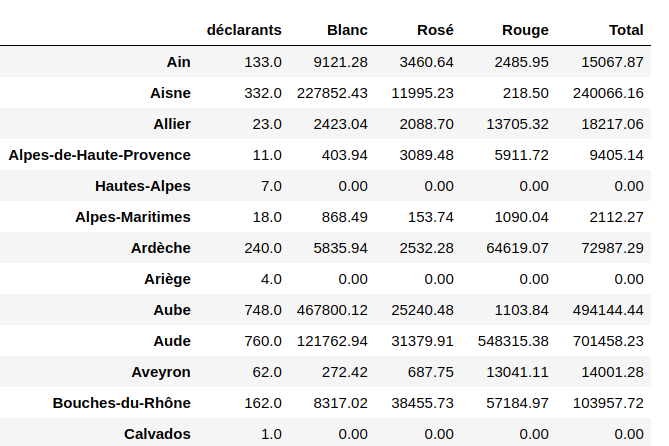 déclarants Blanc Rosé Rouge Total
Ain 133.0 9121.28 3460.64 2485.95 15067.87
Aisne 332.0 227852.43 11995.23 218.50 240066.16
Allier 23.0 2423.04 2088.70 13705.32 18217.06
Alpes-de-Haute-Provence 11.0 403.94 3089.48 5911.72 9405.14
Hautes-Alpes 7.0 0.00 0.00 0.00 0.00
Alpes-Maritimes 18.0 868.49 153.74 1090.04 2112.27
Ardèche 240.0 5835.94 2532.28 64619.07 72987.29
Ariège 4.0 0.00 0.00 0.00 0.00
Aube 748.0 467800.12 25240.48 1103.84 494144.44
Aude 760.0 121762.94 31379.91 548315.38 701458.23
Aveyron 62.0 272.42 687.75 13041.11 14001.28
Bouches-du-Rhône 162.0 8317.02 38455.73 57184.97 103957.72
Calvados 1.0 0.00 0.00 0.00 0.00